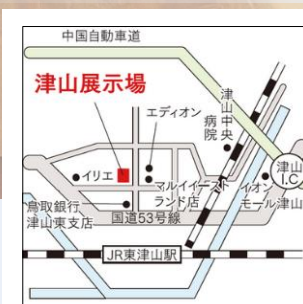 中国自動車道
津山展示場
エディオン
津山中央
病院
津山
I.C.
イリエ
マルイイースト
ランド店
イオン
モール津山
鳥取銀行
津山東支店
国道53号線
JR東津山駅